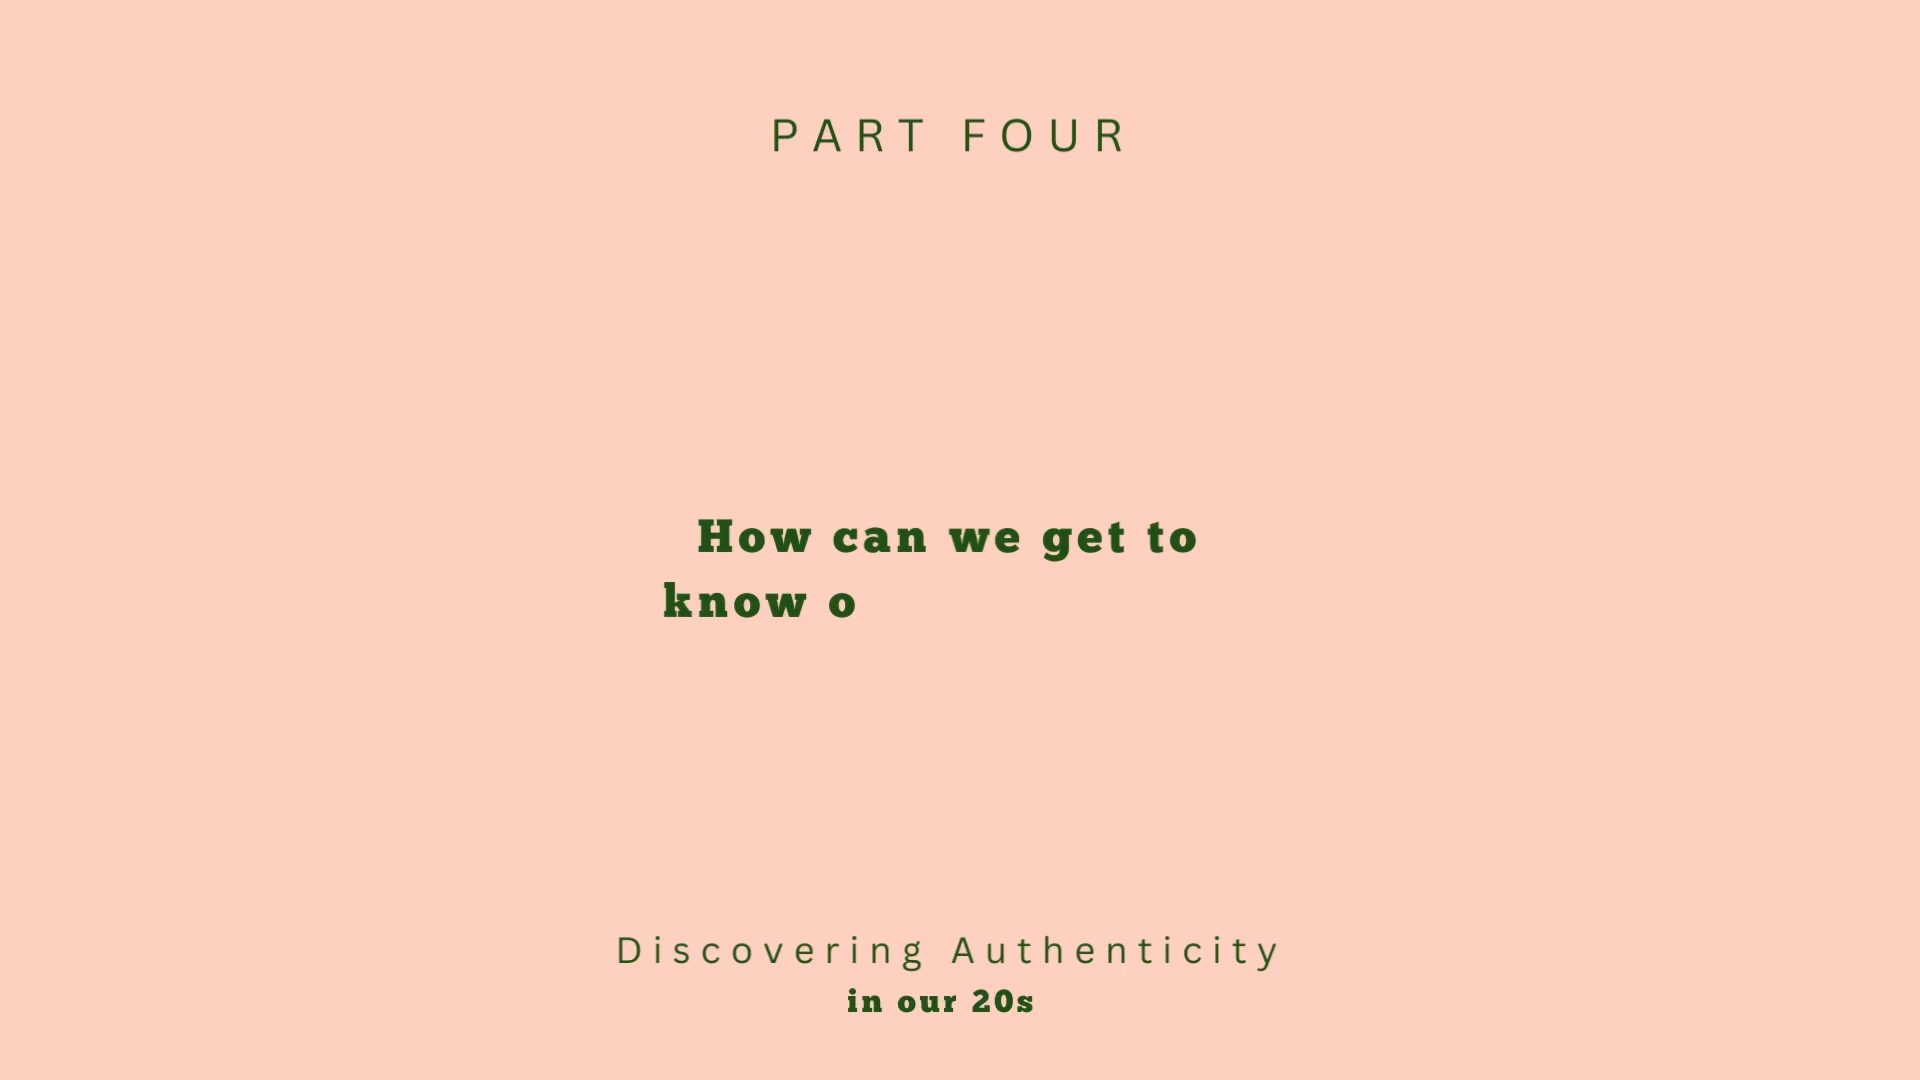 PART FOUR
How can we get to
know o
Discovering Authenticity
in our 20s